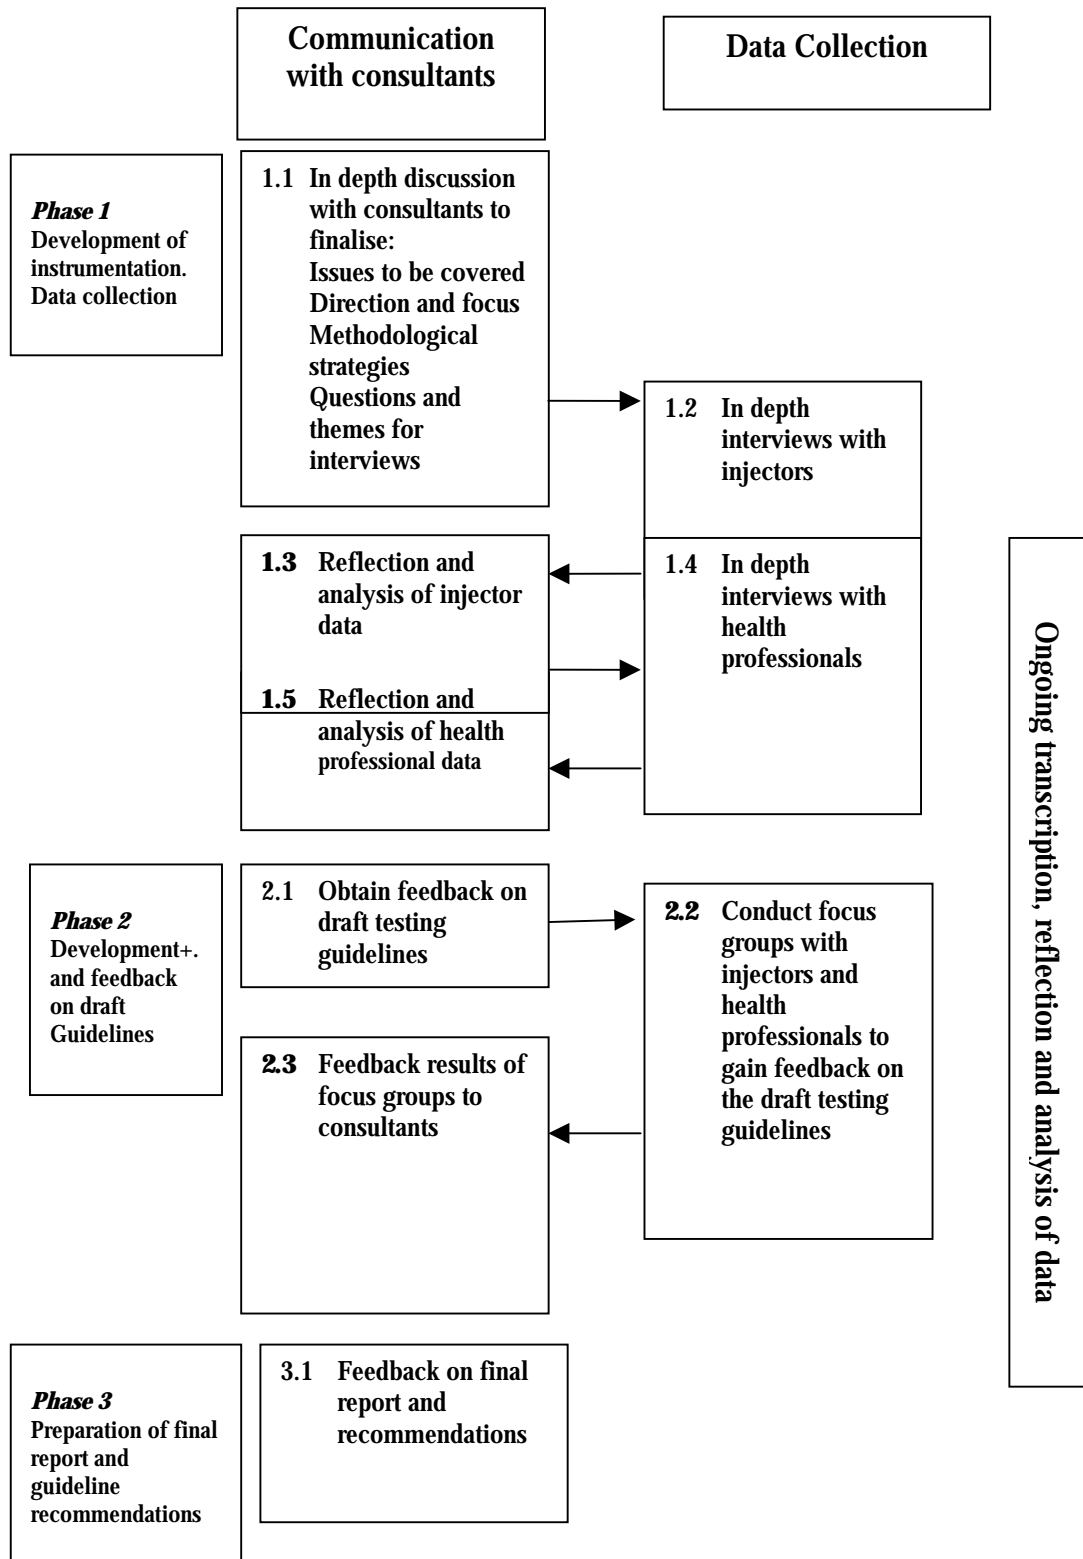 Communication
with consultants
Data Collection
Phase 1
Development of
instrumentation.
Data collection
1.1 In depth discussion
with consultants to
finalise:
Issues to be covered
Direction and focus
Methodological
strategies
Questions and
themes for
interviews
1.2 In depth
interviews with
injectors
1.3 Reflection and
analysis of injector
data
1.4 In depth
interviews with
health
professionals
1.5 Reflection and
analysis of health
professional data
Ongoing transcription, reflection and analysis of data
Phase 2
Development+.
and feedback
on draft
Guidelines
2.1 Obtain feedback on
draft testing
guidelines
2.2 Conduct focus
groups with
injectors and
health
professionals to
gain feedback on
the draft testing
guidelines
2.3 Feedback results of
focus groups to
consultants
Phase 3
Preparation of final
report and
guideline
recommendations
3.1 Feedback on final
report and
recommendations